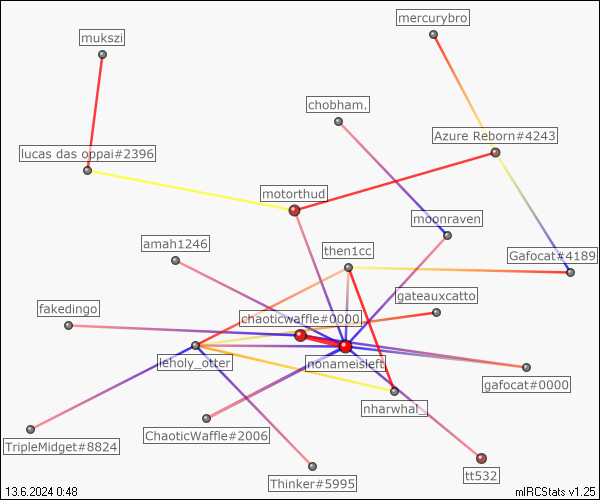 mercurybro
mukszi
chobham.
Azure Reborn#4243
lucas das oppai#2396
motorthud
moonraven
amah1246
then1cc
Gafocat#4189
gateauxcatto
fakedingo
chaoticwaffle#0000
leholy_otter
nonameisleft
gafocat#0000
nharwhal_
ChaoticWaffle#2006
TripleMidget#8824
tt532
Thinker#5995
13.6.2024 0:48
mIRCStats v1.25